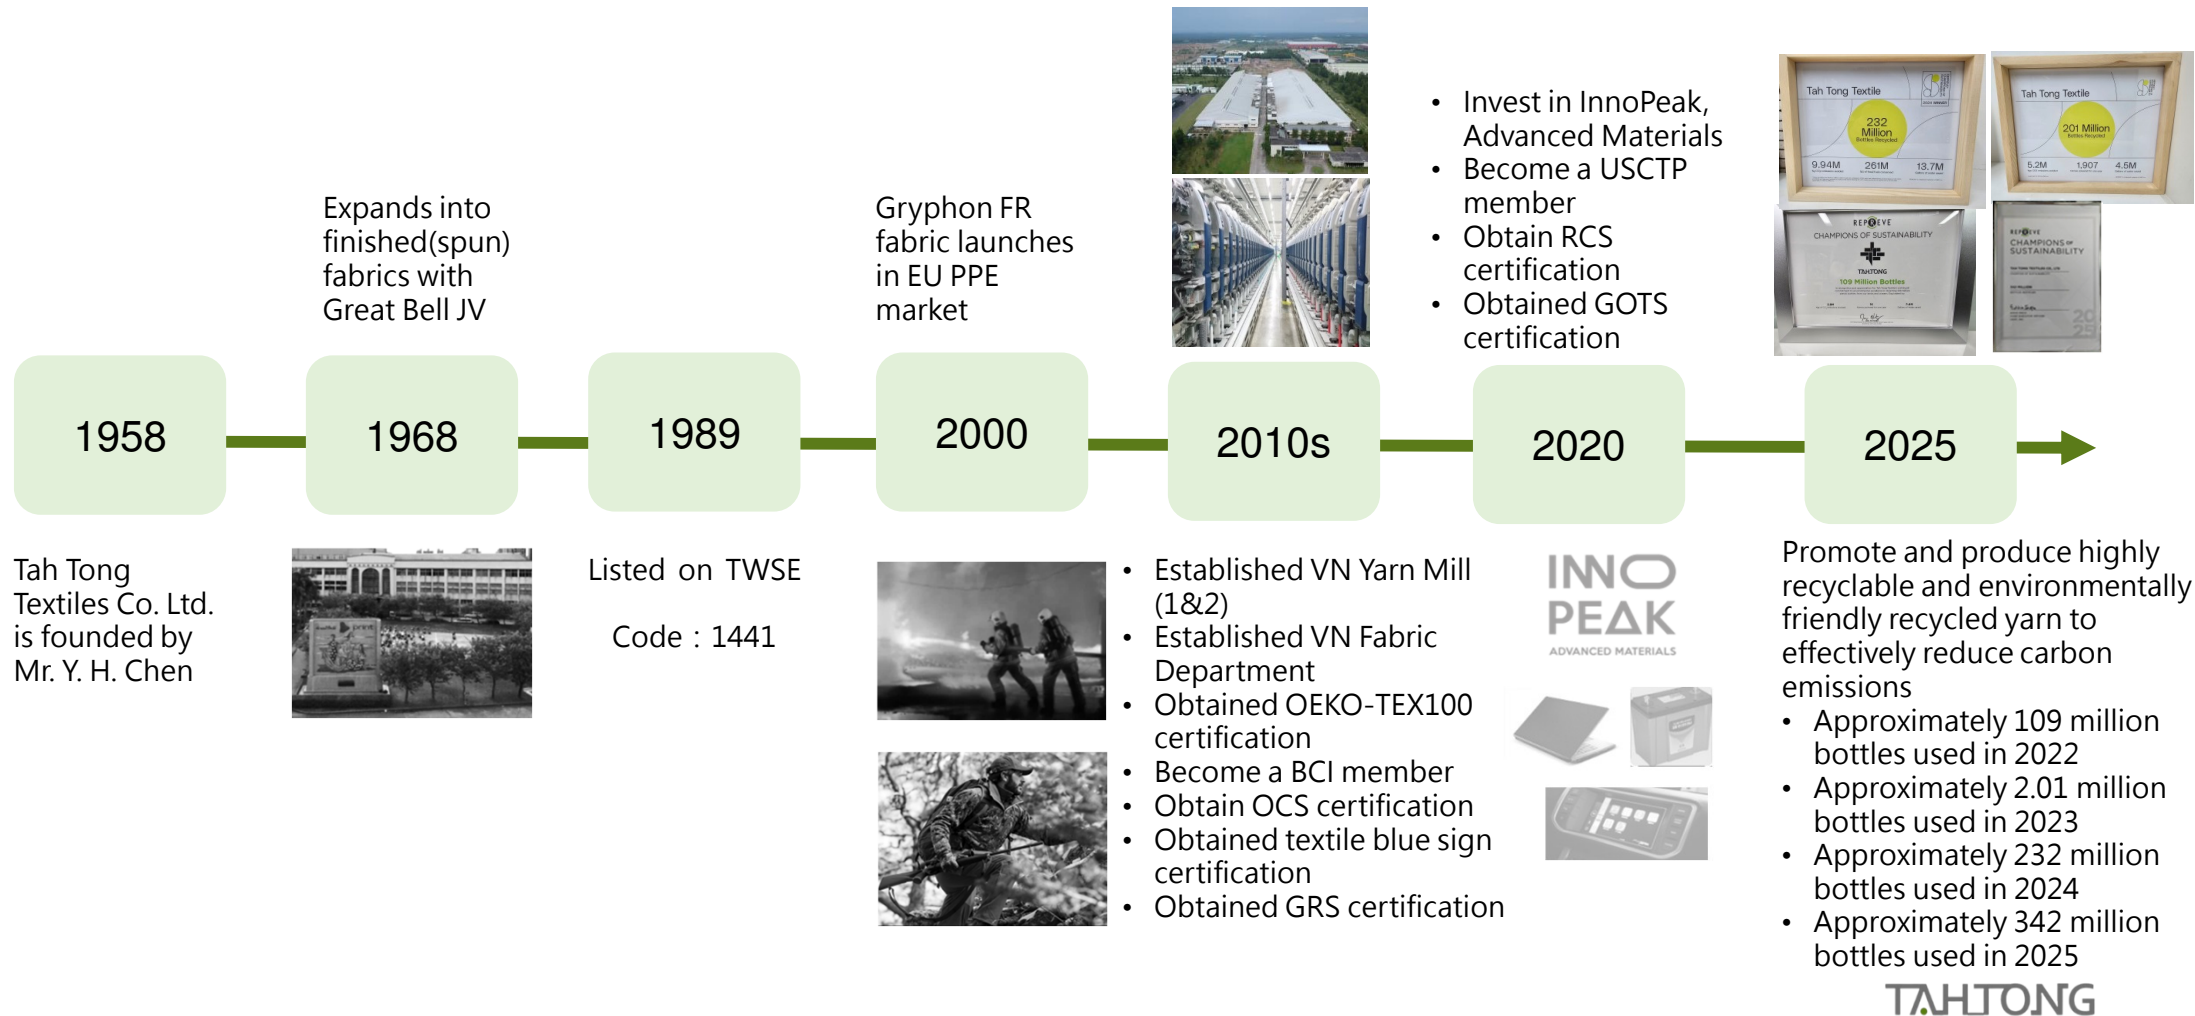 Expands into
finished(spun)
fabrics with
Great Bell JV
Gryphon FR
fabric launches
in EU PPE
market
• Invest in InnoPeak,
Advanced Materials
• Become a USCTP
member
• Obtain RCS
certification
• Obtained GOTS
certification
Tah Tong Textile
232
Million
Bottles Recycled
9.94M 261M 13.7M
Tah Tong Textile
201 Million
Bottles Recycled
5.2M 1,907 4.5M
REPREVE
CHAMPIONS OF SUSTAINABILITY
TAHTONG
109 Million Bottles
REPREVE
CHAMPIONS OF
SUSTAINABILITY
2025
1958
1968
1989
2000
2010s
2020
2025
Tah Tong
Textiles Co. Ltd.
is founded by
Mr. Y. H. Chen
Listed on TWSE
Code : 1441
• Established VN Yarn Mill
(1&2)
• Established VN Fabric
Department
• Obtained OEKO-TEX100
certification
• Become a BCI member
• Obtain OCS certification
• Obtained textile blue sign
certification
• Obtained GRS certification
INNO
PEAK
ADVANCED MATERIALS
Promote and produce highly
recyclable and environmentally
friendly recycled yarn to
effectively reduce carbon
emissions
• Approximately 109 million
bottles used in 2022
• Approximately 2.01 million
bottles used in 2023
• Approximately 232 million
bottles used in 2024
• Approximately 342 million
bottles used in 2025
TAHTONG